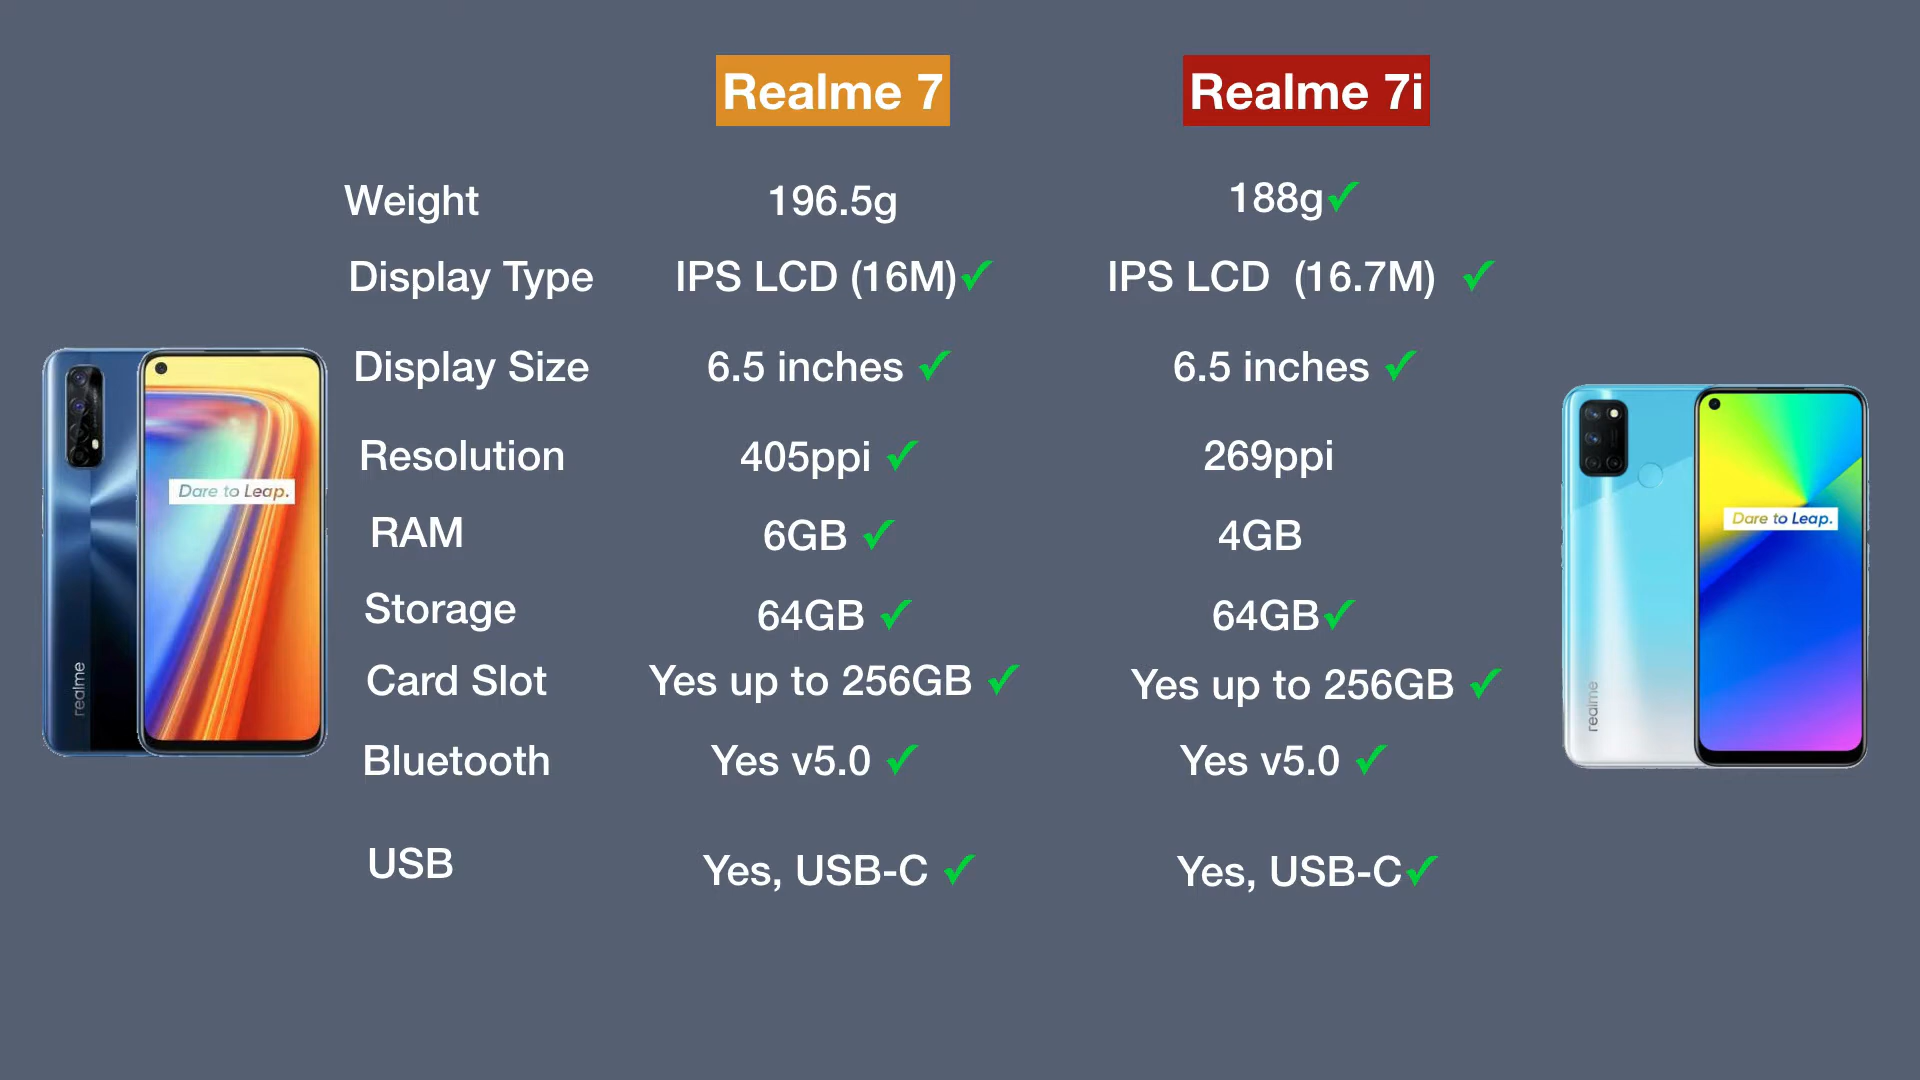 Realme 7 Realme 7i
Weight 196.5g 188g✓
Display Type IPS LCD (16M)✓ IPS LCD (16.7M) ✓
Display Size 6.5 inches ✓ 6.5 inches ✓
Resolution 405ppi ✓ 269ppi
RAM 6GB ✓ 4GB
Storage 64GB ✓ 64GB✓
Card Slot Yes up to 256GB ✓ Yes up to 256GB ✓
Bluetooth Yes v5.0 ✓ Yes v5.0 ✓
USB Yes, USB-C ✓ Yes, USB-C✓
Dare to Leap.
realme
Dare to Leap.
realme